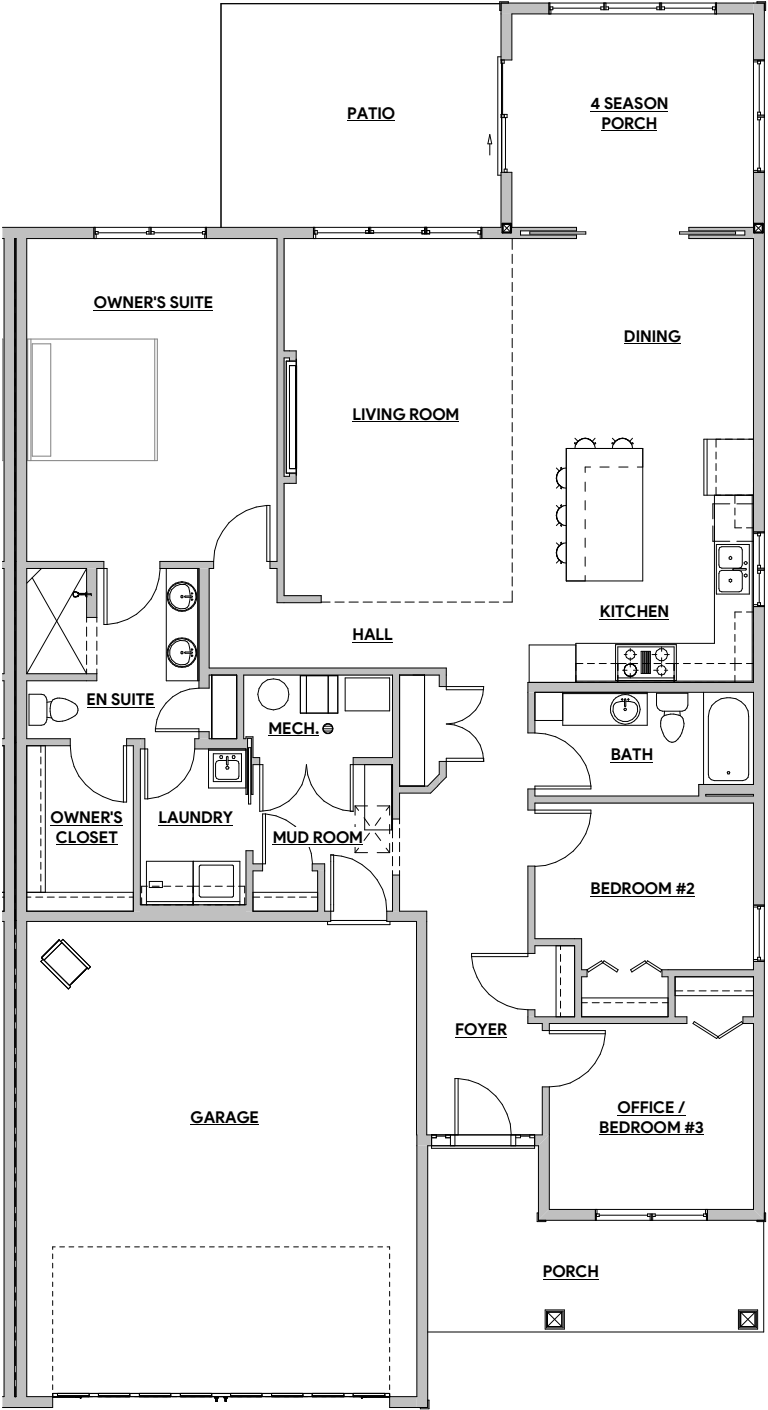 PATIO
4 SEASON
PORCH
OWNER'S SUITE
DINING
LIVING ROOM
KITCHEN
HALL
EN SUITE
MECH.
BATH
OWNER'S
CLOSET
LAUNDRY
MUD ROOM
BEDROOM #2
FOYER
GARAGE
OFFICE /
BEDROOM #3
PORCH